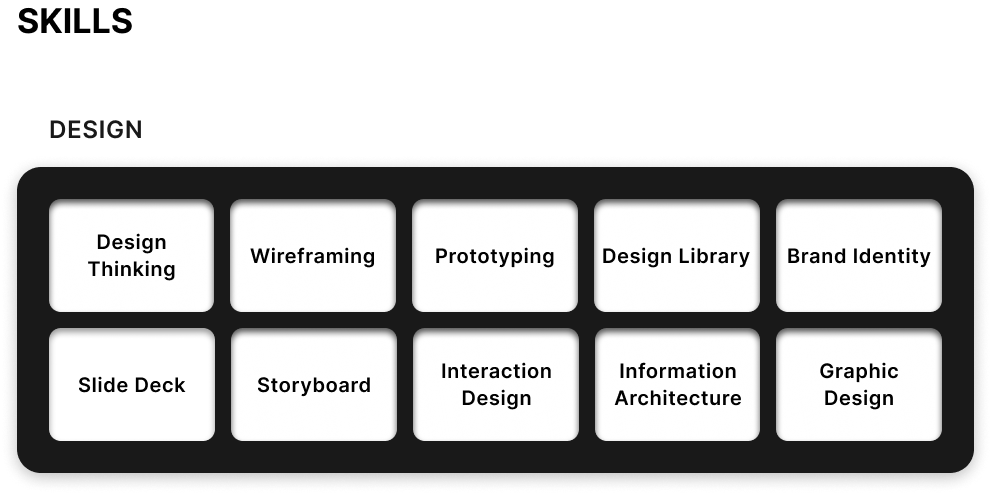 SKILLS
DESIGN
Design
Thinking
Wireframing
Prototyping
Design Library
Brand Identity
Slide Deck
Storyboard
Interaction
Design
Information
Architecture
Graphic
Design